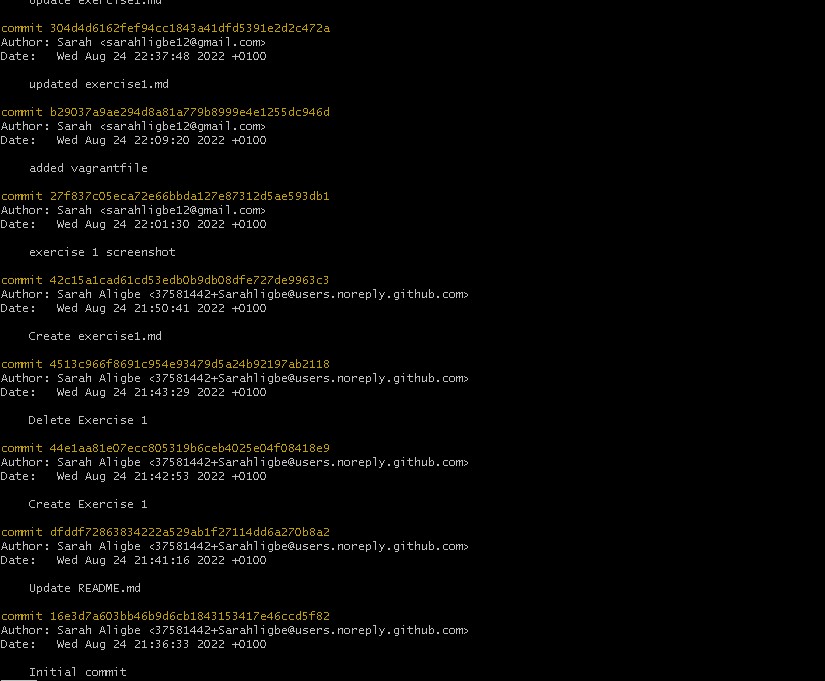 update exercise1.md
commit 304d4d6162fef94cc1843a41dfd5391e2d2c472a
Author: Sarah <sarahligbe12@gmail.com>
Date:   Wed Aug 24 22:37:48 2022 +0100
updated exercise1.md
commit b29037a9ae294d8a81a779b8999e4e1255dc946d
Author: Sarah <sarahligbe12@gmail.com>
Date:   Wed Aug 24 22:09:20 2022 +0100
added vagrantfile
commit 27f837c05eca72e66bbda127e87312d5ae593db1
Author: Sarah <sarahligbe12@gmail.com>
Date:   Wed Aug 24 22:01:30 2022 +0100
exercise 1 screenshot
commit 42c15a1cad61cd53edb0b9db08dfe727de9963c3
Author: Sarah Aligbe <37581442+Sarahligbe@users.noreply.github.com>
Date:   Wed Aug 24 21:50:41 2022 +0100
Create exercise1.md
commit 4513c966f8691c954e93479d5a24b92197ab2118
Author: Sarah Aligbe <37581442+Sarahligbe@users.noreply.github.com>
Date:   Wed Aug 24 21:43:29 2022 +0100
Delete Exercise 1
commit 44e1aa81e07ecc805319b6ceb4025e04f08418e9
Author: Sarah Aligbe <37581442+Sarahligbe@users.noreply.github.com>
Date:   Wed Aug 24 21:42:53 2022 +0100
Create Exercise 1
commit dfddf72863834222a529ab1f27114dd6a270b8a2
Author: Sarah Aligbe <37581442+Sarahligbe@users.noreply.github.com>
Date:   Wed Aug 24 21:41:16 2022 +0100
Update README.md
commit 16e3d7a603bb46b9d6cb1843153417e46ccd5f82
Author: Sarah Aligbe <37581442+Sarahligbe@users.noreply.github.com>
Date:   Wed Aug 24 21:36:33 2022 +0100
Initial commit